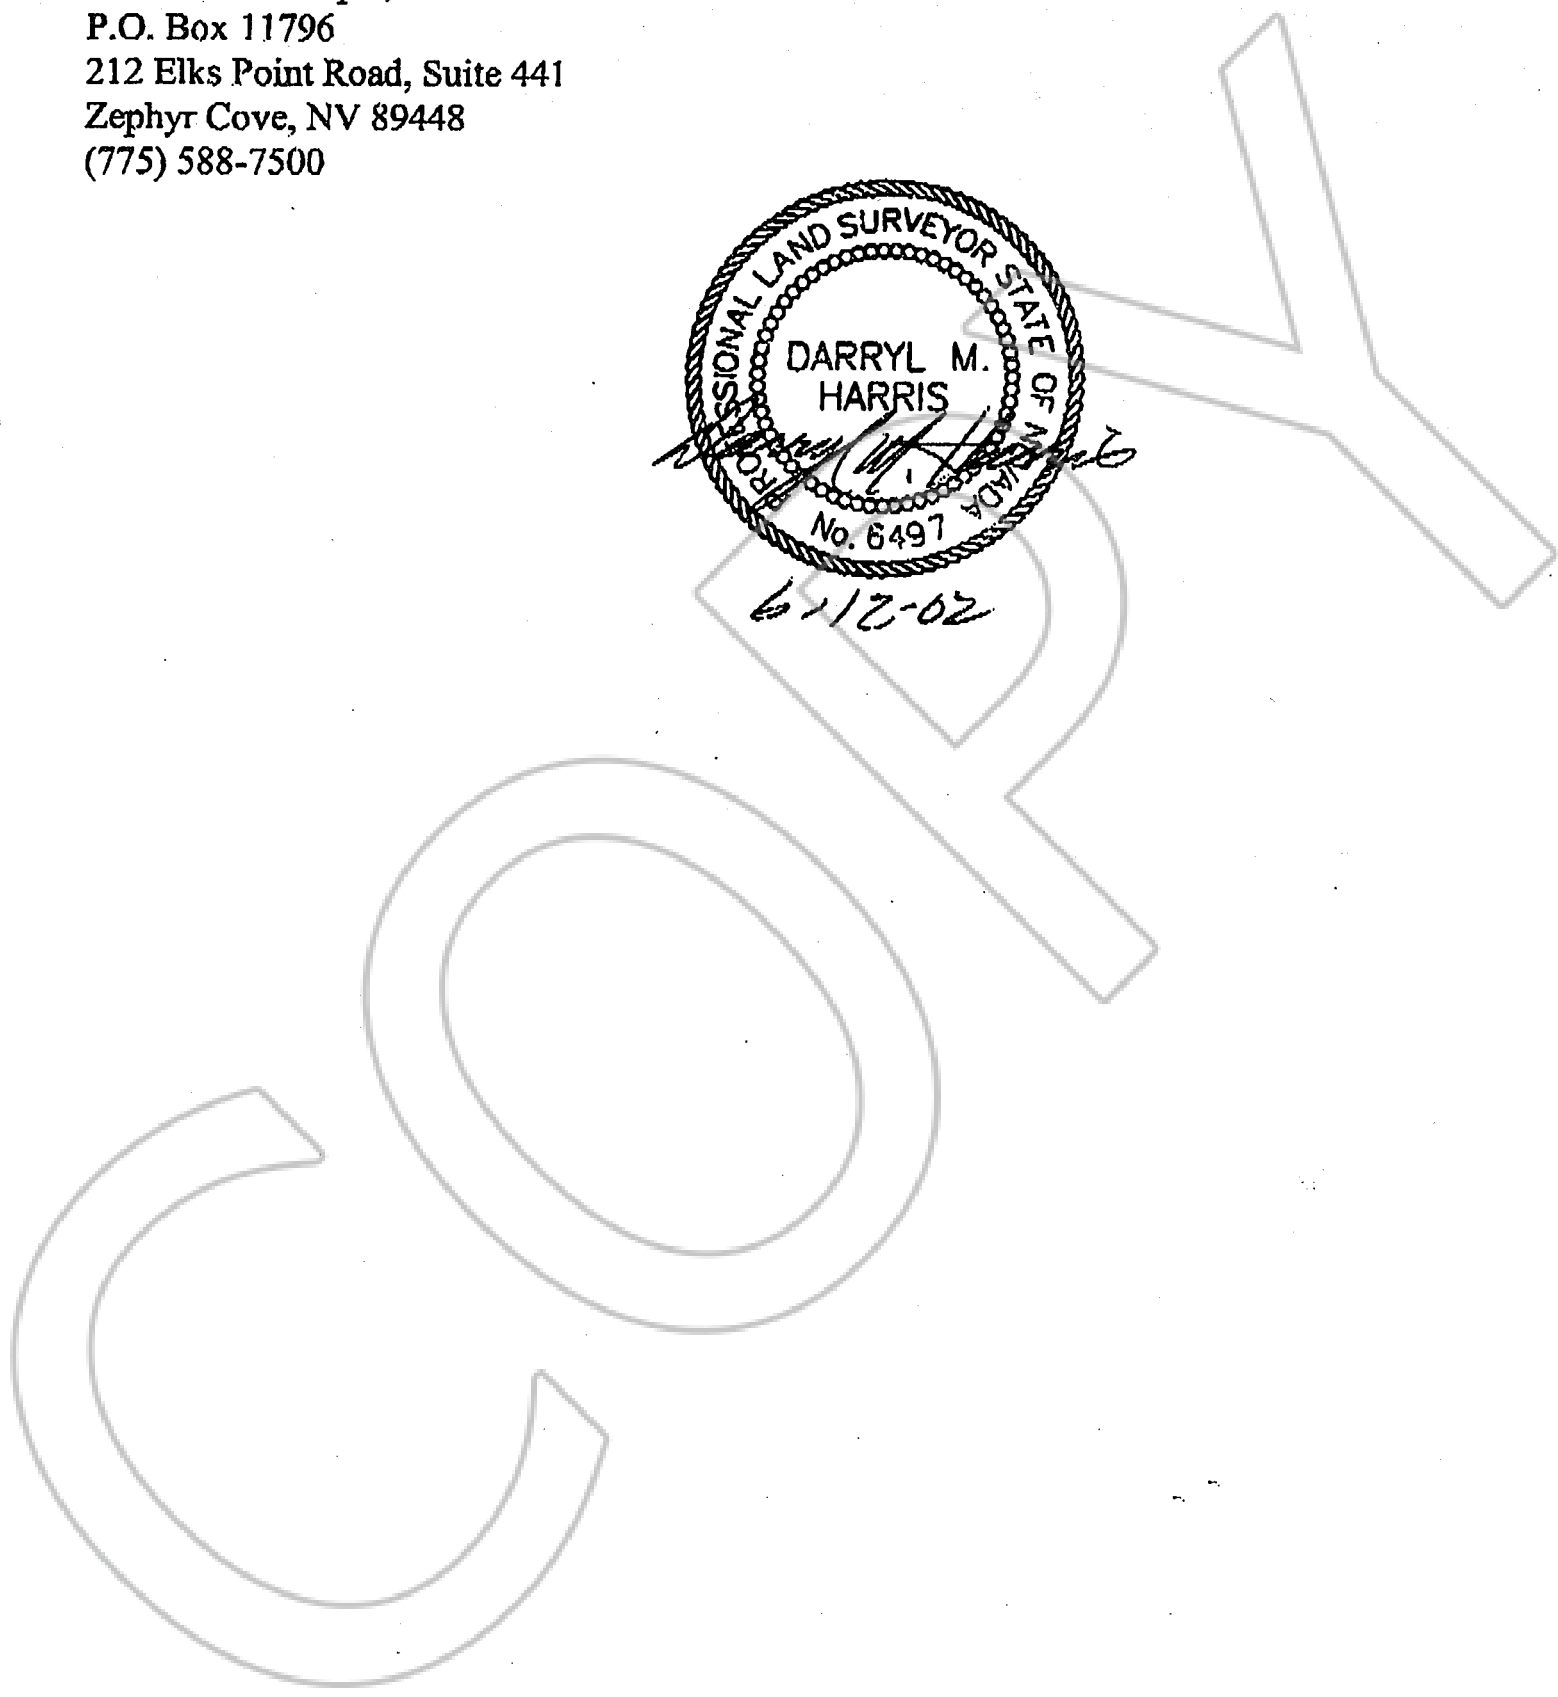 P.O. Box 11796
212 Elks Point Road, Suite 441
Zephyr Cove, NV 89448
(775) 588-7500
PROFESSIONAL LAND SURVEYOR STATE OF NEVADA
DARRYL M.
HARRIS
No. 6497
6-12-02
COPY